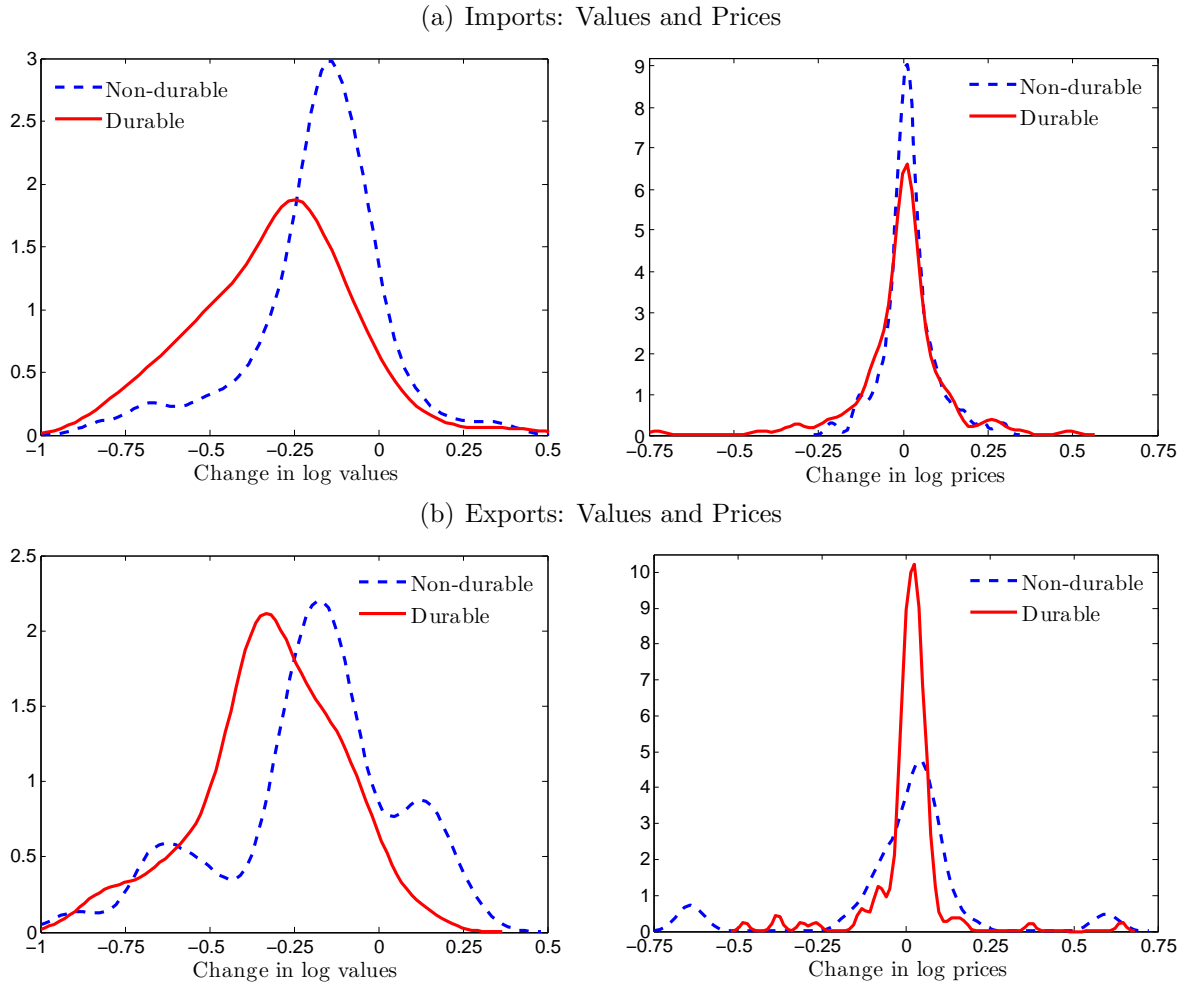 (a) Imports: Values and Prices
3
2.5
2
1.5
1
0.5
0
Non-durable
Durable
−1 −0.75 −0.5 −0.25 0 0.25 0.5
Change in log values
9
8
7
6
5
4
3
2
1
0
Non-durable
Durable
−0.75 −0.5 −0.25 0 0.25 0.5 0.75
Change in log prices
(b) Exports: Values and Prices
2.5
2
1.5
1
0.5
0
Non-durable
Durable
−1 −0.75 −0.5 −0.25 0 0.25 0.5
Change in log values
10
9
8
7
6
5
4
3
2
1
0
Non-durable
Durable
−0.75 −0.5 −0.25 0 0.25 0.5 0.75
Change in log prices